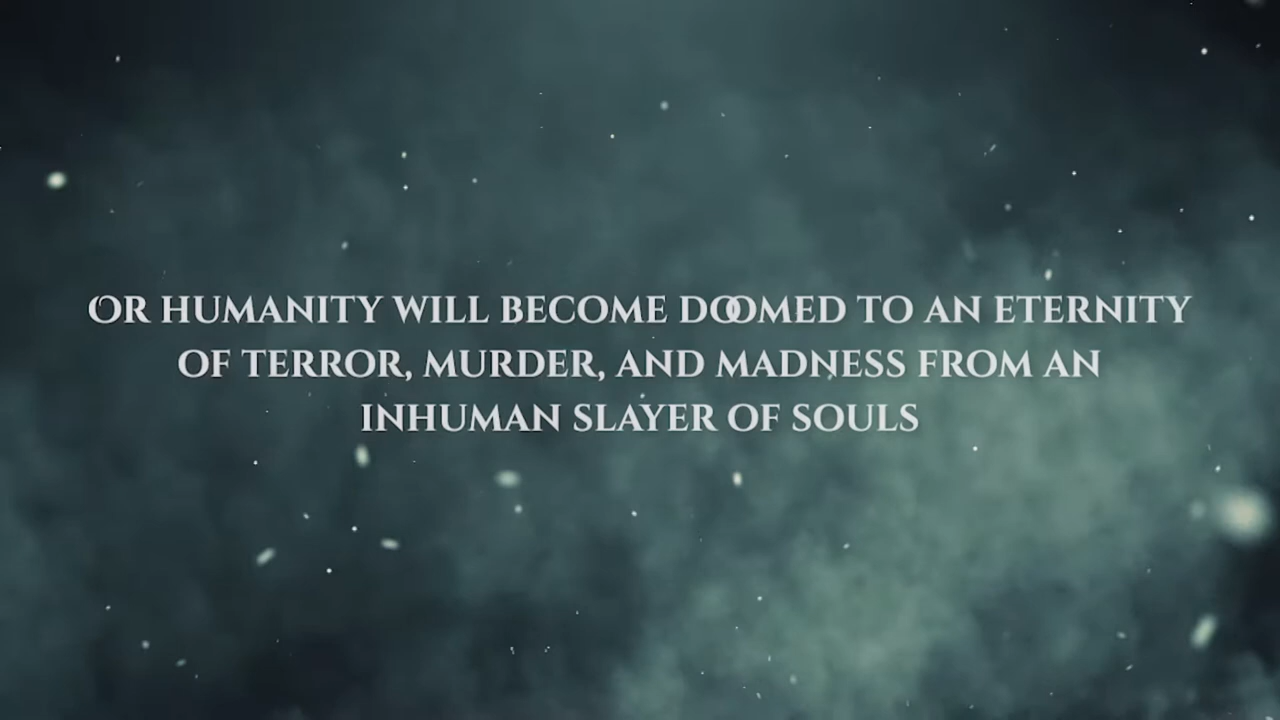 OR HUMANITY WILL BECOME DOOMED TO AN ETERNITY
OF TERROR, MURDER, AND MADNESS FROM AN
INHUMAN SLAYER OF SOULS